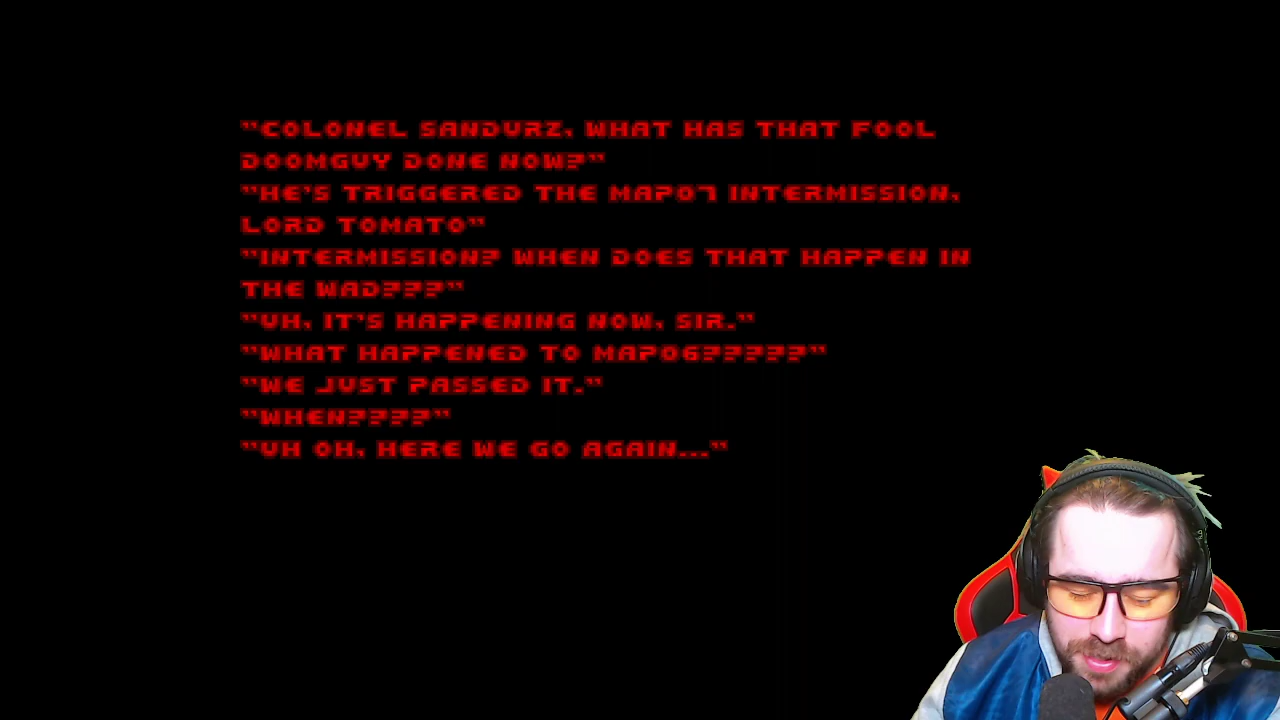 "COLONEL SANDURZ, WHAT HAS THAT FOOL
DOOMGUY DONE NOW?"
"HE'S TRIGGERED THE MAP07 INTERMISSION,
LORD TOMATO"
"INTERMISSION? WHEN DOES THAT HAPPEN IN
THE WAD???"
"UH, IT'S HAPPENING NOW, SIR."
"WHAT HAPPENED TO MAP06?????"
"WE JUST PASSED IT."
"WHEN????"
"UH OH, HERE WE GO AGAIN..."